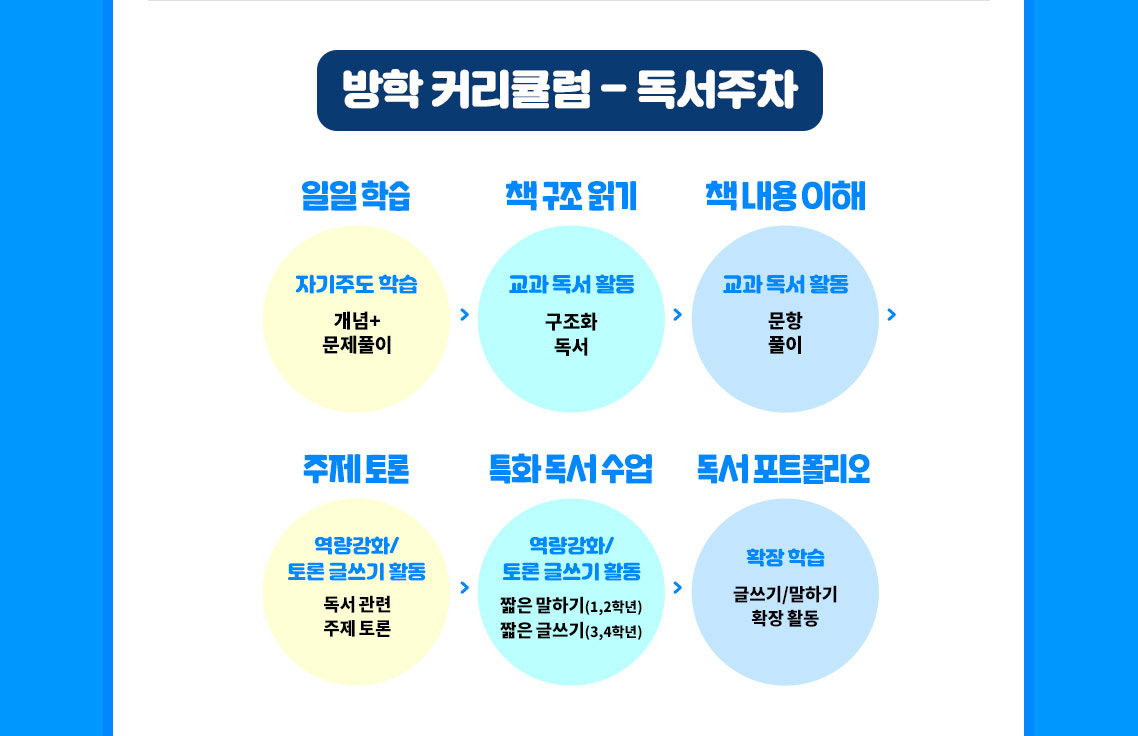 방학 커리큘럼 - 독서주차
일일 학습
자기주도 학습
개념+
문제풀이
책 구조 읽기
교과 독서 활동
구조화
독서
책 내용 이해
교과 독서 활동
문항
풀이
주제 토론
역량강화/
토론 글쓰기 활동
독서 관련
주제 토론
특화 독서 수업
역량강화/
토론 글쓰기 활동
짧은 말하기(1,2학년)
짧은 글쓰기(3,4학년)
독서 포트폴리오
확장 학습
글쓰기/말하기
확장 활동